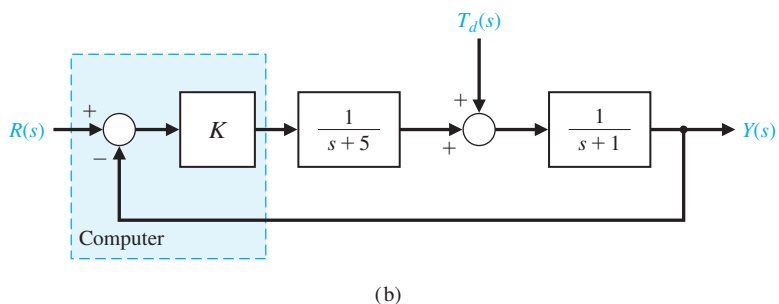 T_d(s)
R(s)
+
−
K
1
s + 5
+
+
1
s + 1
Y(s)
Computer
(b)